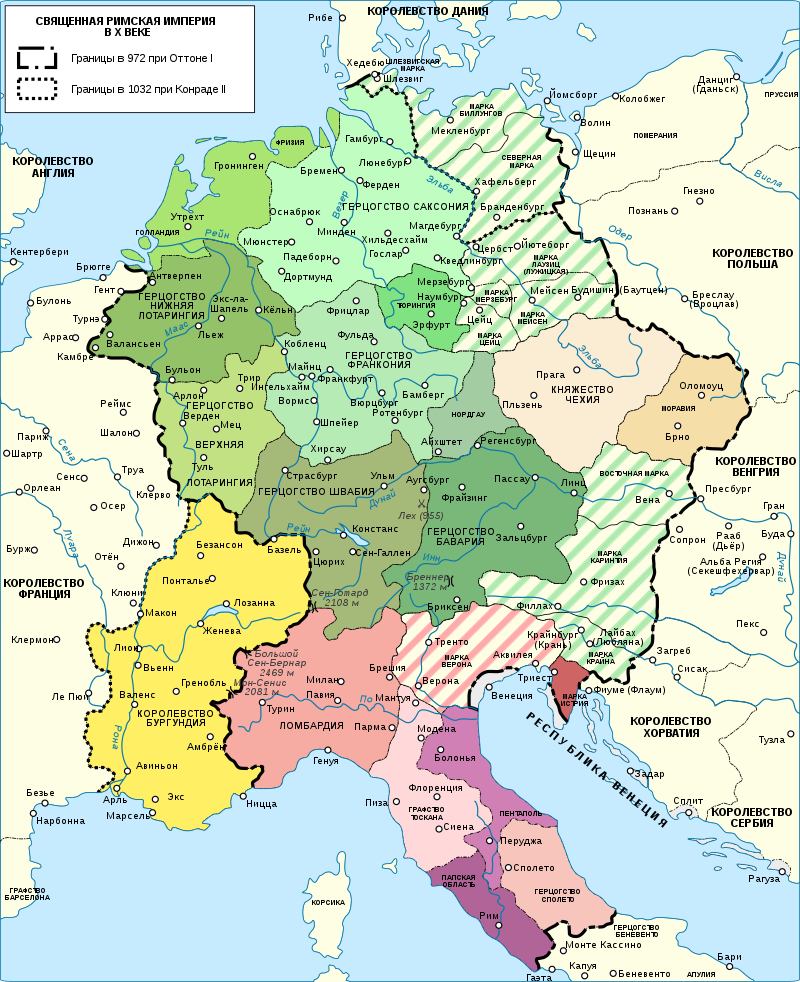 СВЯЩЕННАЯ РИМСКАЯ ИМПЕРИЯ
В X ВЕКЕ
Границы в 972 при Оттоне I
Границы в 1032 при Конраде II
КОРОЛЕВСТВО ДАНИЯ
Рибе
Хедебю
ШЛЕЗВИГСКАЯ
МАРКА
Шлезвиг
Данциг
(Гданьск)
ПРУССИЯ
Йомсборг
Колобжег
Волин
ПОМЕРАНИЯ
Щецин
МАРКА
БИЛЛУНГОВ
Мекленбург
СЕВЕРНАЯ
МАРКА
Хафельберг
Бранденбург
Гамбург
Люнебург
Бремен
Ферден
Эльба
Везер
ФРИЗИЯ
Гронинген
КОРОЛЕВСТВО
АНГЛИЯ
Висла
Гнезно
Познань
Одер
КОРОЛЕВСТВО
ПОЛЬША
Бреслау
(Вроцлав)
ГЕРЦОГСТВО САКСОНИЯ
Оснабрюк
Минден
Магдебург
Хильдесхайм
Гослар
Мюнстер
Падеборн
Дортмунд
Кведлинбург
Цербст
Йютеборг
МАРКА
ЛАУЗИЦ
(ЛУЖИЦКАЯ)
Утрехт
ГОЛЛАНДИЯ
Рейн
Кентербери
Брюгге
Гент
Антверпен
Булонь
Турнэ
Аррас
Камбре
Валансьен
ГЕРЦОГСТВО
НИЖНЯЯ
ЛОТАРИНГИЯ
Экс-ла-
Шапель
Кёльн
Маас
Льеж
Мерзебург
Наумбург
ТЮРИНГИЯ
Эрфурт
МАРКА
МЕРЗЕБУРГ
Цейц
МАРКА
ЦЕЙЦ
Мейсен
МАРКА
МЕЙСЕН
Будишин
(Баутцен)
Фрицлар
Фульда
ГЕРЦОГСТВО
ФРАНКОНИЯ
Кобленц
Майнц
Франкфурт
Ингельхайм
Вормс
Вюрцбург
Бамберг
Ротенбург
Шпейер
Бульон
Трир
Арлон
ГЕРЦОГСТВО
Верден
Мец
ВЕРХНЯЯ
Туль
ЛОТАРИНГИЯ
НОРДГАУ
Айхштет
Регенсбург
Эльба
Прага
КНЯЖЕСТВО
ЧЕХИЯ
Пльзень
Оломоуц
МОРАВИЯ
Брно
Реймс
Шалон
Париж
Сена
Шартр
Сенс
Труа
Орлеан
Осер
Клерво
Луара
Дижон
Бурж
Отён
КОРОЛЕВСТВО
ФРАНЦИЯ
Клюни
Макон
Клермон
Хирсау
Страсбург
ГЕРЦОГСТВО ШВАБИЯ
Ульм
Аугсбург
Дунай
Лех (955)
Рейн
Констанс
Базель
Цюрих
Сен-Галлен
Фрайзинг
Пассау
Линц
ГЕРЦОГСТВО
БАВАРИЯ
Зальцбург
Инн
Бреннер
1372 м
Бриксен
ВОСТОЧНАЯ МАРКА
Вена
Пресбург
КОРОЛЕВСТВО
ВЕНГРИЯ
Гран
Сопрон
Рааб
(Дьёр)
Буда
Альба Регия
(Секешфехервар)
Дунай
Пекс
МАРКА
КАРИНТИЯ
Фризах
Филлах
Крайнбург
(Крань)
Лайбах
(Любляна)
МАРКА
КРАЙНА
Загреб
Сисак
Безансон
Понталье
Лозанна
Женева
Сен-Готард
2108 м
Лион
Вьенн
Ле Пюи
Валенс
Гренобль
КОРОЛЕВСТВО
БУРГУНДИЯ
Амбрён
Рона
Авиньон
Арль
Экс
Марсель
Безье
Нарбонна
ГРАФСТВО
БАРСЕЛОНА
Большой
Сен-Бернар
2469 м
Мон-Сенис
2081 м
Милан
Павия
Турин
По
ЛОМБАРДИЯ
Парма
Генуя
Ницца
Бреция
Мантуя
Тренто
МАРКА
ВЕРОНА
Верона
Аквилея
Триест
Венеция
МАРКА
ИСТРИЯ
Фиуме (Флаум)
РЕСПУБЛИКА ВЕНЕЦИЯ
КОРОЛЕВСТВО
ХОРВАТИЯ
Тузла
Задар
Сплит
КОРОЛЕВСТВО
СЕРБИЯ
Рагуза
Модена
Болонья
Флоренция
Пиза
ГРАФСТВО
ТОСКАНА
Сиена
ПЕНТАПОЛЬ
Перуджа
Сполето
ПАПСКАЯ
ОБЛАСТЬ
ГЕРЦОГСТВО
СПОЛЕТО
Рим
КОРСИКА
ГЕРЦОГСТВО
БЕНЕВЕНТО
Монте Кассино
Капуя
Гаэта
Беневенто
Бари
АПУЛИЯ